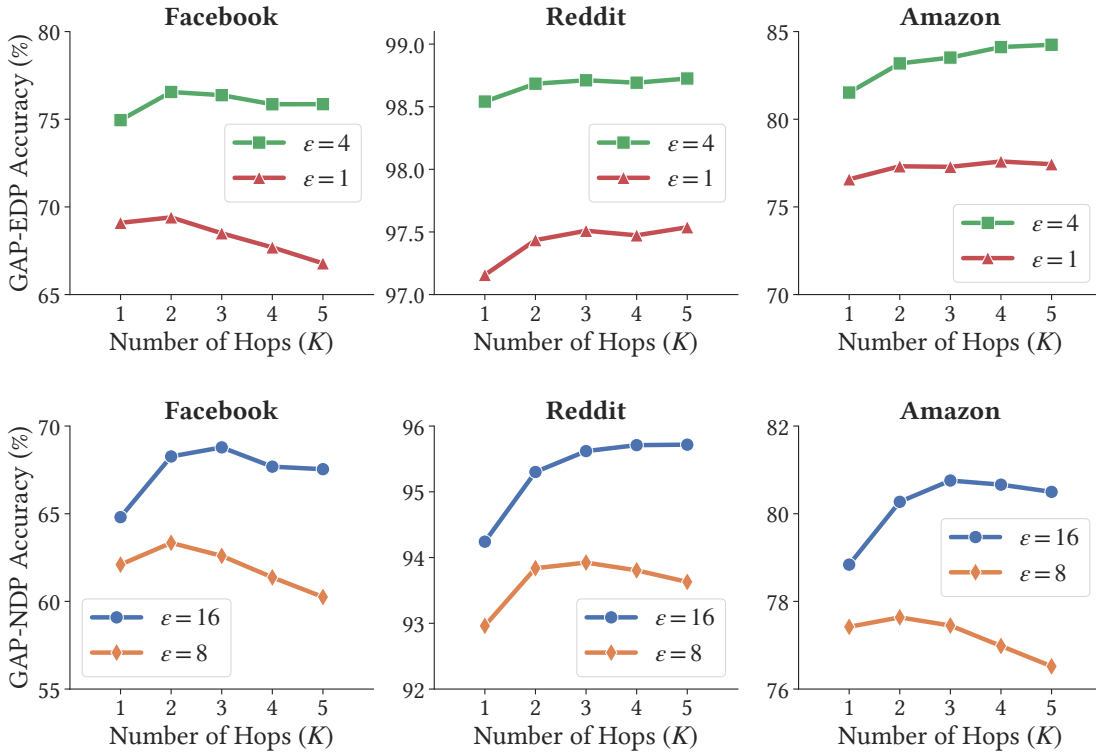 Facebook
GAP-EDP Accuracy (%)
80
75
70
65
ε = 4
ε = 1
1 2 3 4 5
Number of Hops (K)
Reddit
99.0
98.5
98.0
97.5
97.0
ε = 4
ε = 1
1 2 3 4 5
Number of Hops (K)
Amazon
85
80
75
70
ε = 4
ε = 1
1 2 3 4 5
Number of Hops (K)
Facebook
GAP-NDP Accuracy (%)
70
65
60
55
ε = 16
ε = 8
1 2 3 4 5
Number of Hops (K)
Reddit
96
95
94
93
92
ε = 16
ε = 8
1 2 3 4 5
Number of Hops (K)
Amazon
82
80
78
76
ε = 16
ε = 8
1 2 3 4 5
Number of Hops (K)